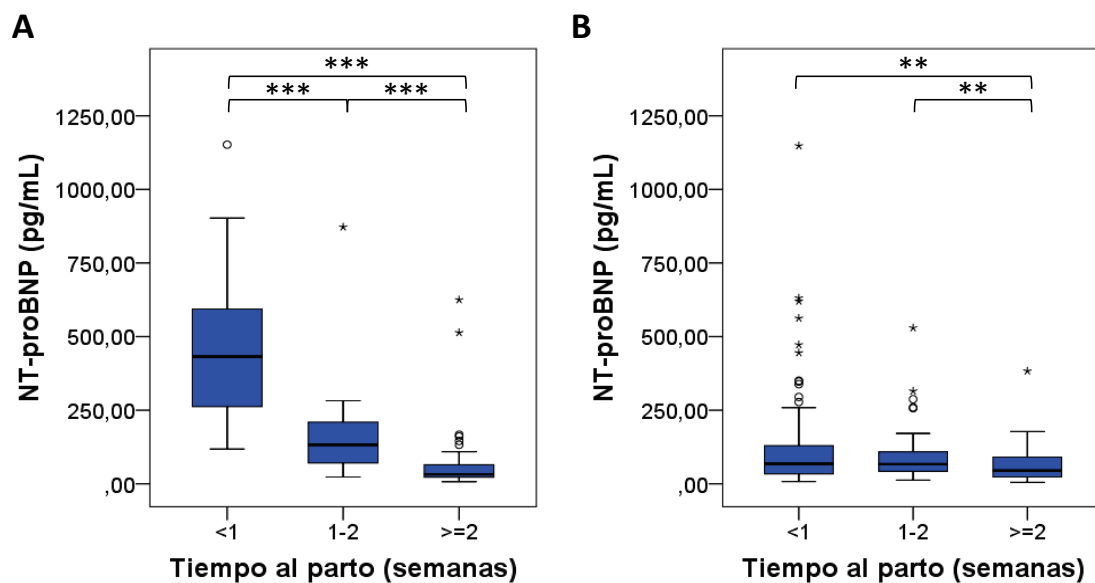 A
B
***
*** ***
**
**
1250,00
1000,00
750,00
500,00
250,00
,00
NT-proBNP (pg/mL)
<1 1-2 >=2
Tiempo al parto (semanas)
1250,00
1000,00
750,00
500,00
250,00
,00
NT-proBNP (pg/mL)
<1 1-2 >=2
Tiempo al parto (semanas)